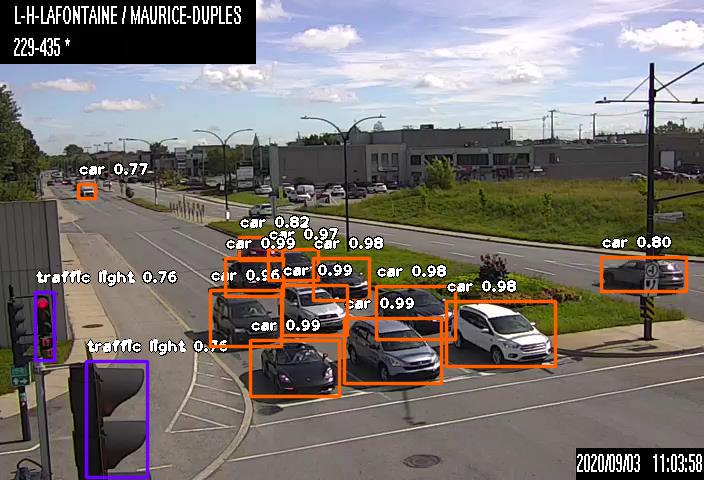 L-H-LAFONTAINE / MAURICE-DUPLES
229-435 *
car 0.77
car 0.82
car 0.97
car 0.99
car 0.98
car 0.80
car 0.96
car 0.99
car 0.98
traffic light 0.76
car 0.98
car 0.99
car 0.99
traffic light 0.76
2020/09/03 11:03:58